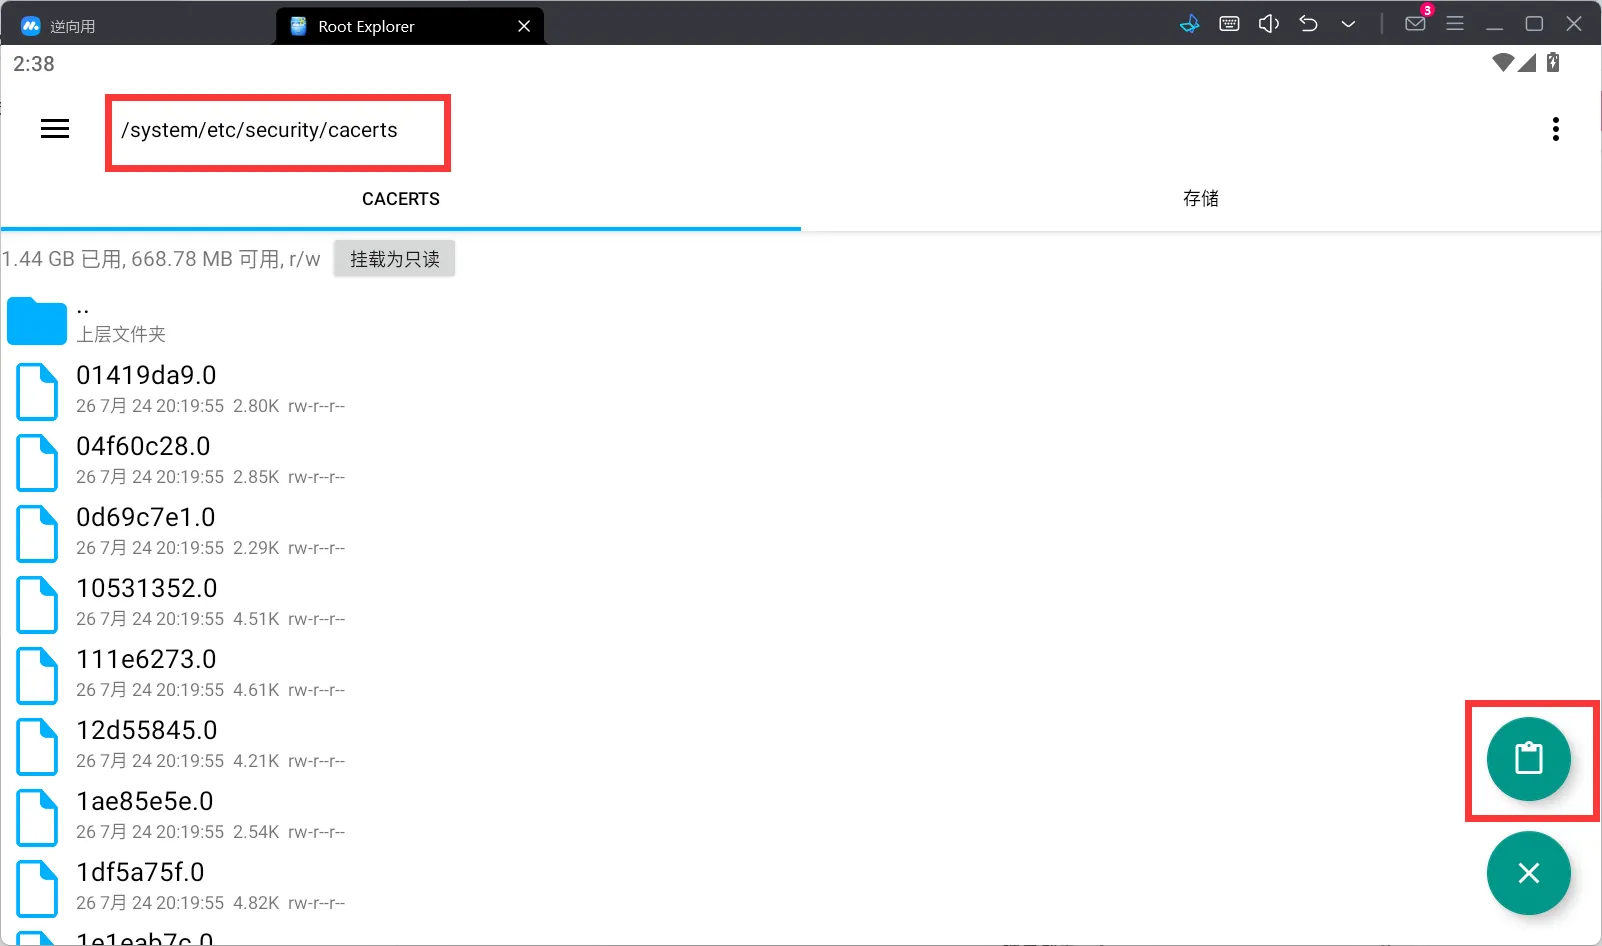 逆向用
Root Explorer
3
2:38
/system/etc/security/cacerts
CACERTS
存储
1.44 GB 已用, 668.78 MB 可用, r/w
挂载为只读
..
上层文件夹
01419da9.0
26 7月 24 20:19:55 2.80K rw-r--r--
04f60c28.0
26 7月 24 20:19:55 2.85K rw-r--r--
0d69c7e1.0
26 7月 24 20:19:55 2.29K rw-r--r--
10531352.0
26 7月 24 20:19:55 4.51K rw-r--r--
111e6273.0
26 7月 24 20:19:55 4.61K rw-r--r--
12d55845.0
26 7月 24 20:19:55 4.21K rw-r--r--
1ae85e5e.0
26 7月 24 20:19:55 2.54K rw-r--r--
1df5a75f.0
26 7月 24 20:19:55 4.82K rw-r--r--
1e1eab7c.0